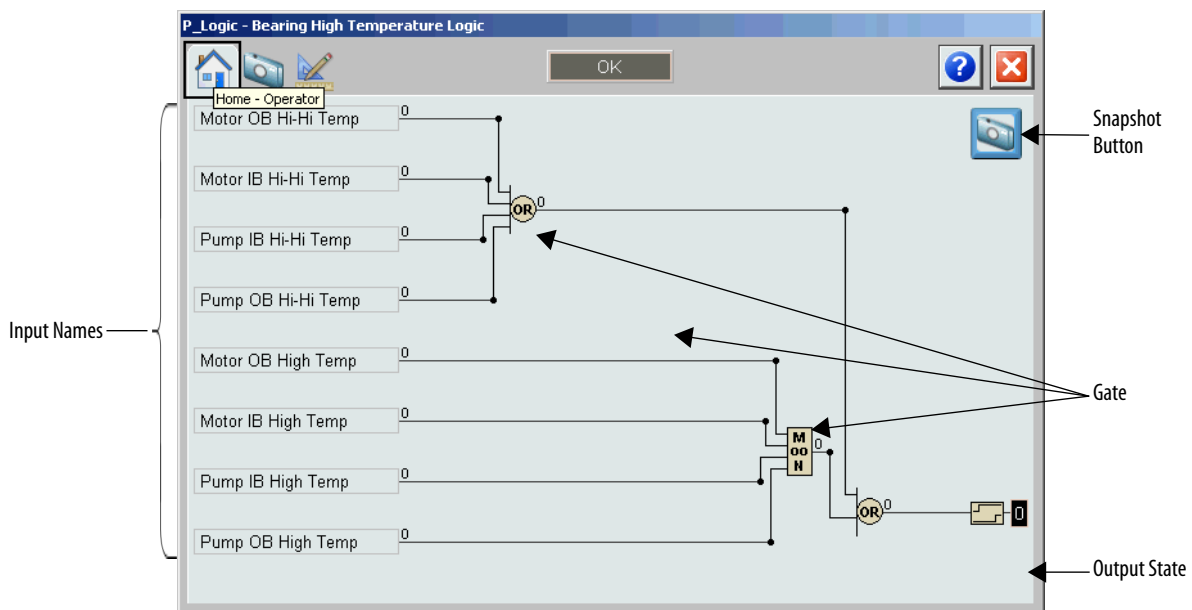 P_Logic - Bearing High Temperature Logic
OK
?
Home - Operator
Motor OB Hi-Hi Temp 0
Motor IB Hi-Hi Temp 0
OR 0
Pump IB Hi-Hi Temp 0
Pump OB Hi-Hi Temp 0
Motor OB High Temp 0
Motor IB High Temp 0
M
oo
N
0
Pump IB High Temp 0
OR 0
0
Pump OB High Temp 0
Input Names
Snapshot
Button
Gate
Output State